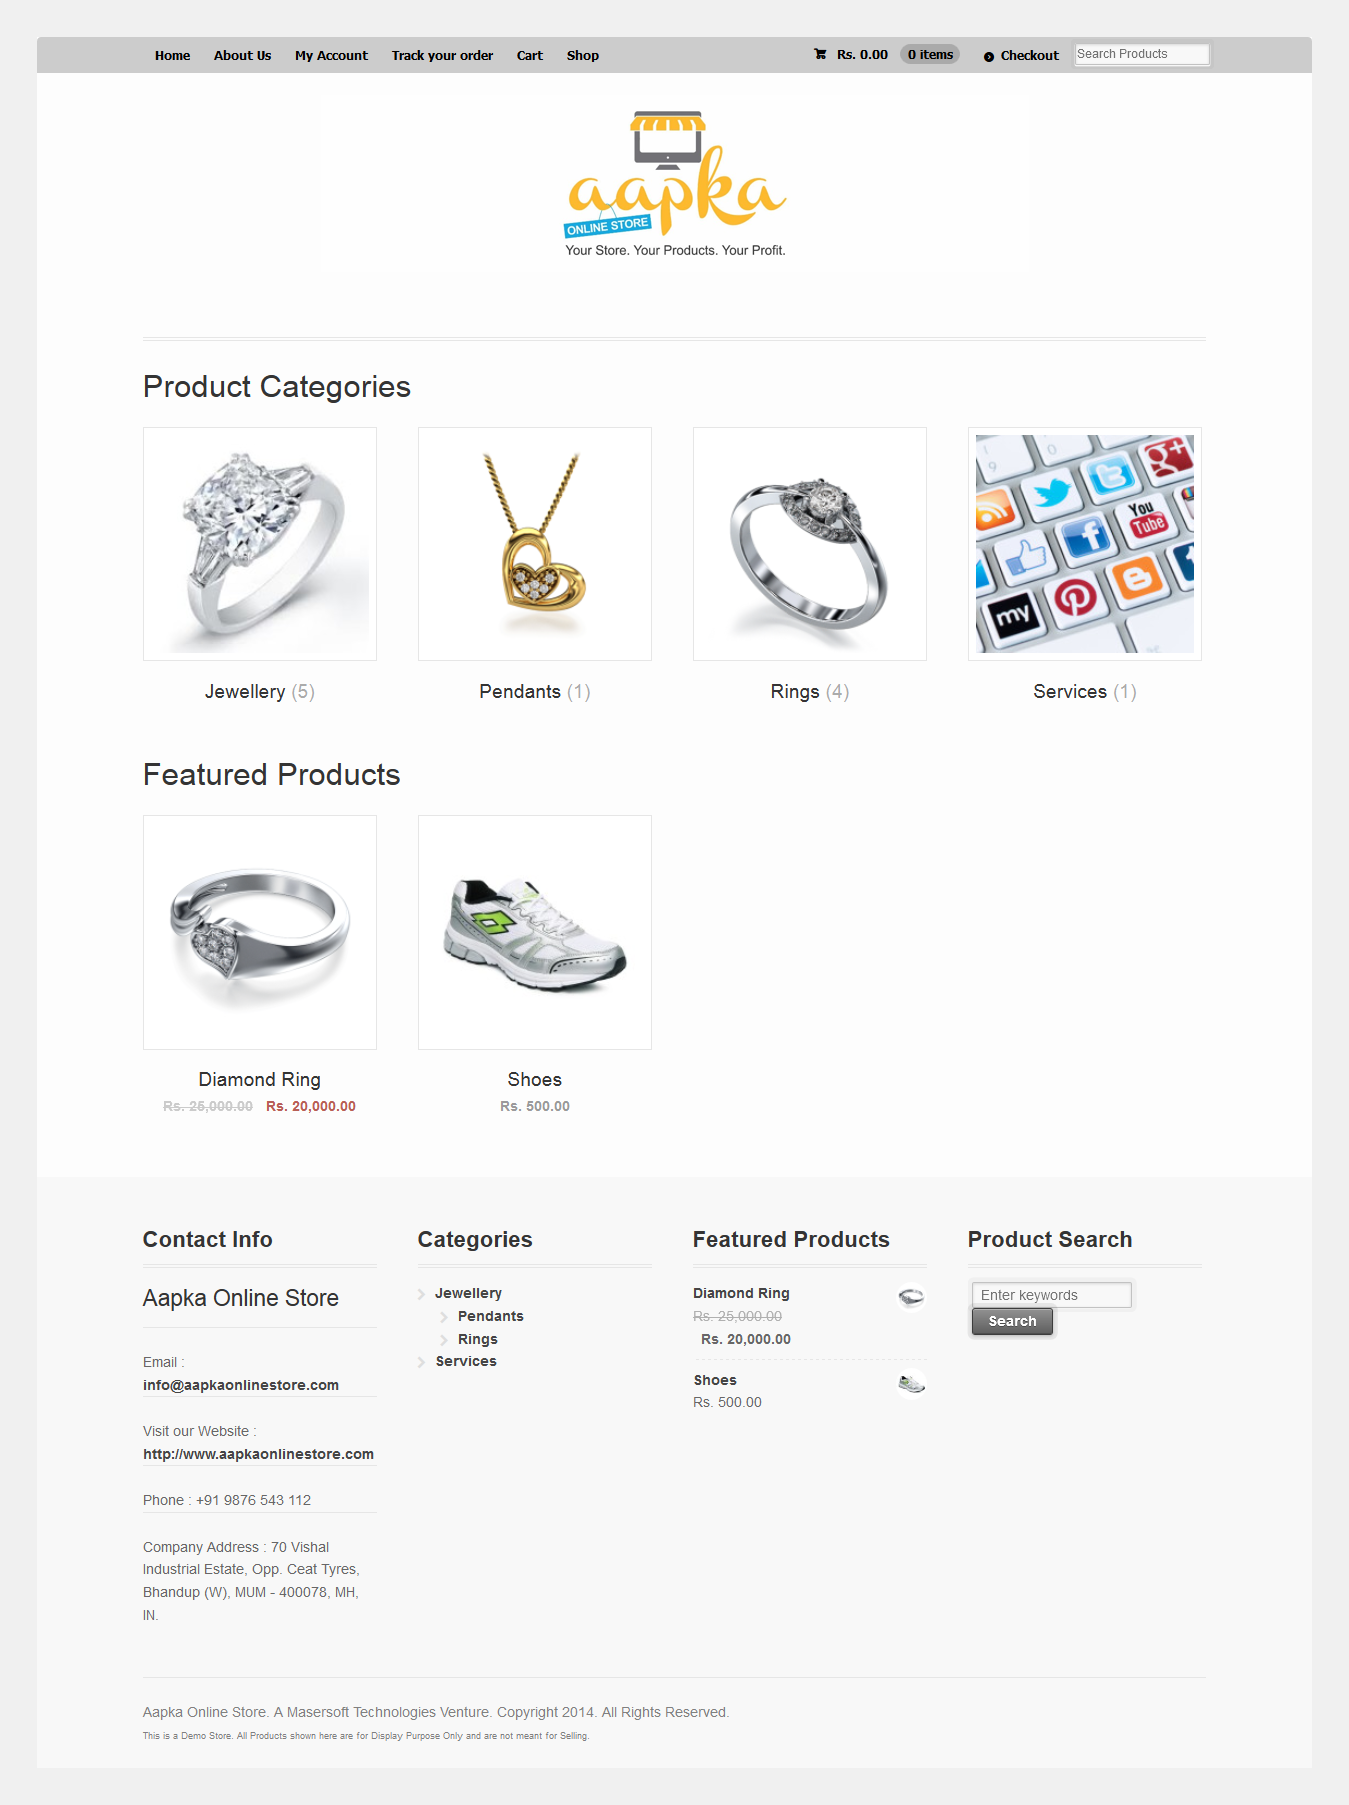 Home About Us My Account Track your order Cart Shop Rs. 0.00 0 items Checkout Search Products
aapka
ONLINE STORE
Your Store. Your Products. Your Profit.
Product Categories
9
You
Tube
my
Jewellery (5) Pendants (1) Rings (4) Services (1)
Featured Products
Diamond Ring Shoes
Rs. 25,000.00 Rs. 20,000.00 Rs. 500.00
Contact Info
Aapka Online Store
Email :
info@aapkaonlinestore.com
Visit our Website :
http://www.aapkaonlinestore.com
Phone : +91 9876 543 112
Company Address : 70 Vishal
Industrial Estate, Opp. Ceat Tyres,
Bhandup (W), MUM - 400078, MH,
IN.
Categories
Jewellery
Pendants
Rings
Services
Featured Products
Diamond Ring
Rs. 25,000.00
Rs. 20,000.00
Shoes
Rs. 500.00
Product Search
Enter keywords
Search
Aapka Online Store. A Masersoft Technologies Venture. Copyright 2014. All Rights Reserved.
This is a Demo Store. All Products shown here are for Display Purpose Only and are not meant for Selling.